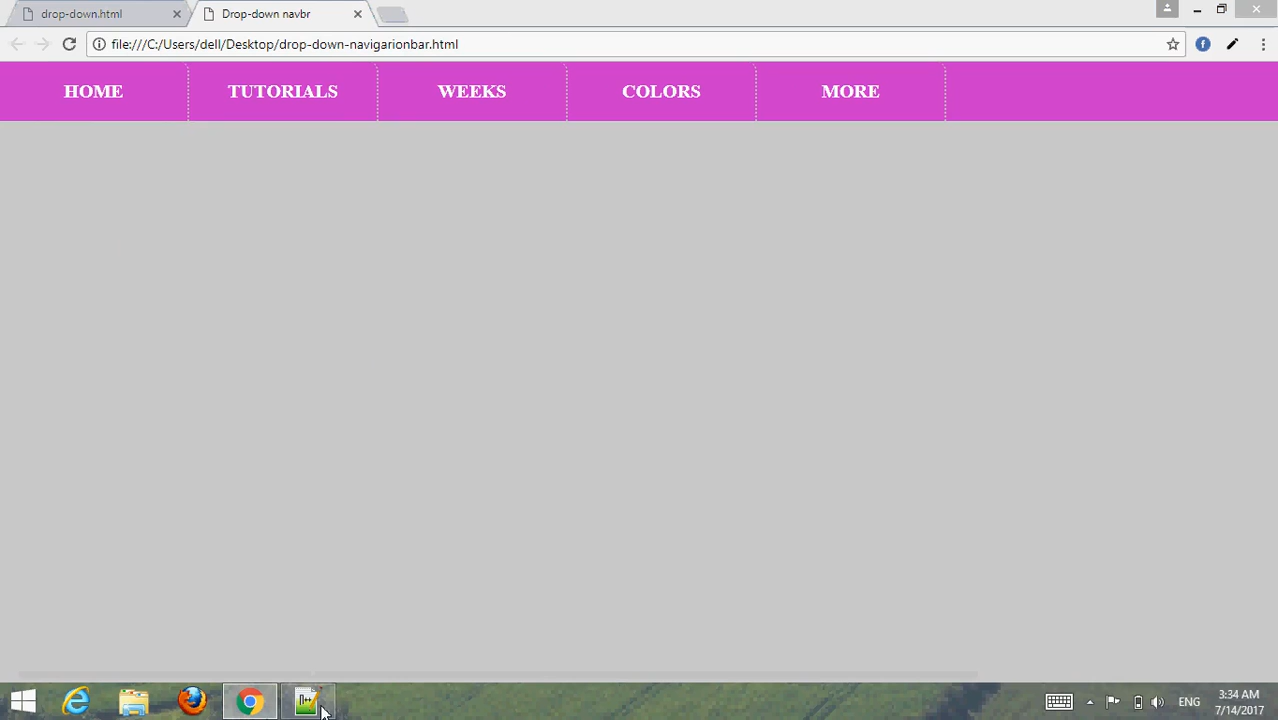 drop-down.html
Drop-down navbr
file:///C:/Users/dell/Desktop/drop-down-navigarionbar.html
HOME TUTORIALS WEEKS COLORS MORE
ENG
3:34 AM
7/14/2017